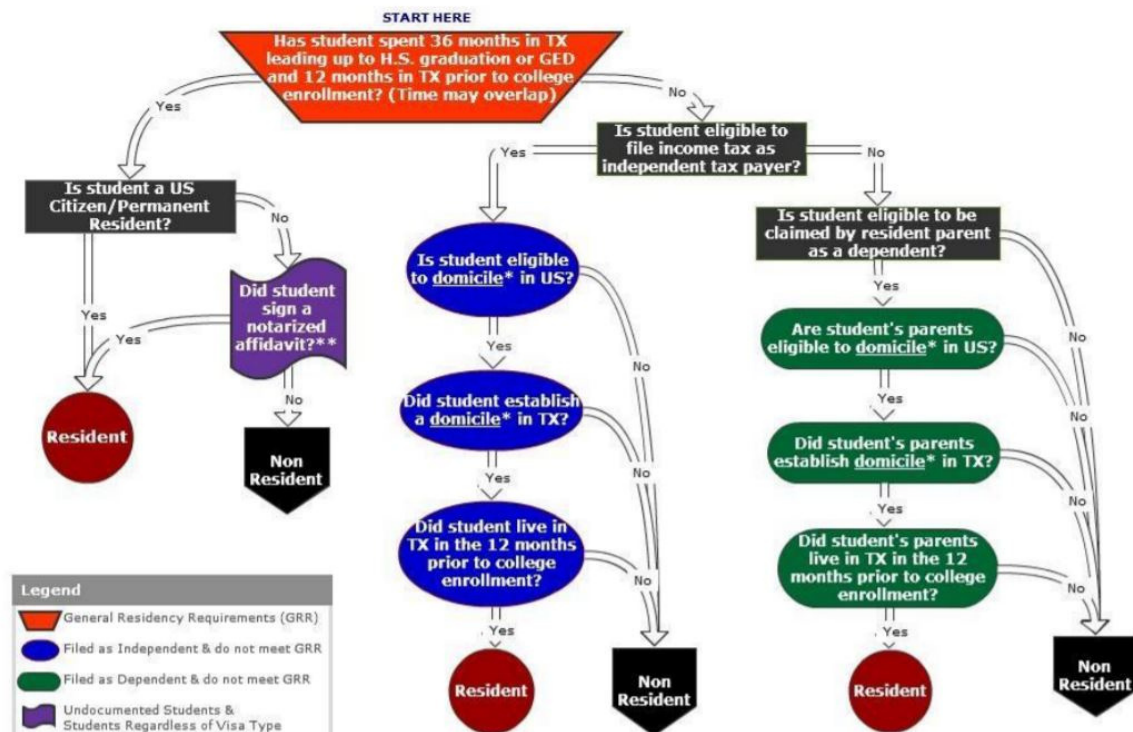 START HERE
Has student spent 36 months in TX
leading up to H.S. graduation or GED
and 12 months in TX prior to college
enrollment? (Time may overlap)
Yes
No
Is student a US
Citizen/Permanent
Resident?
No
Yes
Did student
sign a
notarized
affidavit?**
Yes
No
Resident
Non
Resident
Is student eligible to
file income tax as
independent tax payer?
Yes
No
Is student eligible
to domicile* in US?
No
Yes
Did student establish
a domicile* in TX?
No
Yes
Did student live in
TX in the 12 months
prior to college
enrollment?
No
Yes
Resident
Non
Resident
Is student eligible to be
claimed by resident parent
as a dependent?
No
Yes
Are student's parents
eligible to domicile* in US?
No
Yes
Did student's parents
establish domicile* in TX?
No
Yes
Did student's parents
live in TX in the 12
months prior to college
enrollment?
No
Yes
Resident
Non
Resident
Legend
General Residency Requirements (GRR)
Filed as Independent & do not meet GRR
Filed as Dependent & do not meet GRR
Undocumented Students &
Students Regardless of Visa Type